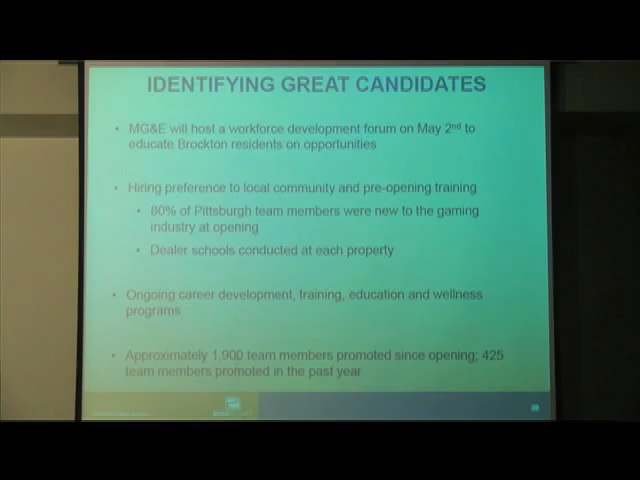 IDENTIFYING GREAT CANDIDATES
• MG&E will host a workforce development forum on May 2nd to
educate Brockton residents on opportunities
• Hiring preference to local community and pre-opening training
• 80% of Pittsburgh team members were new to the gaming
industry at opening
• Dealer schools conducted at each property
• Ongoing career development, training, education and wellness
programs
• Approximately 1,900 team members promoted since opening; 425
team members promoted in the past year